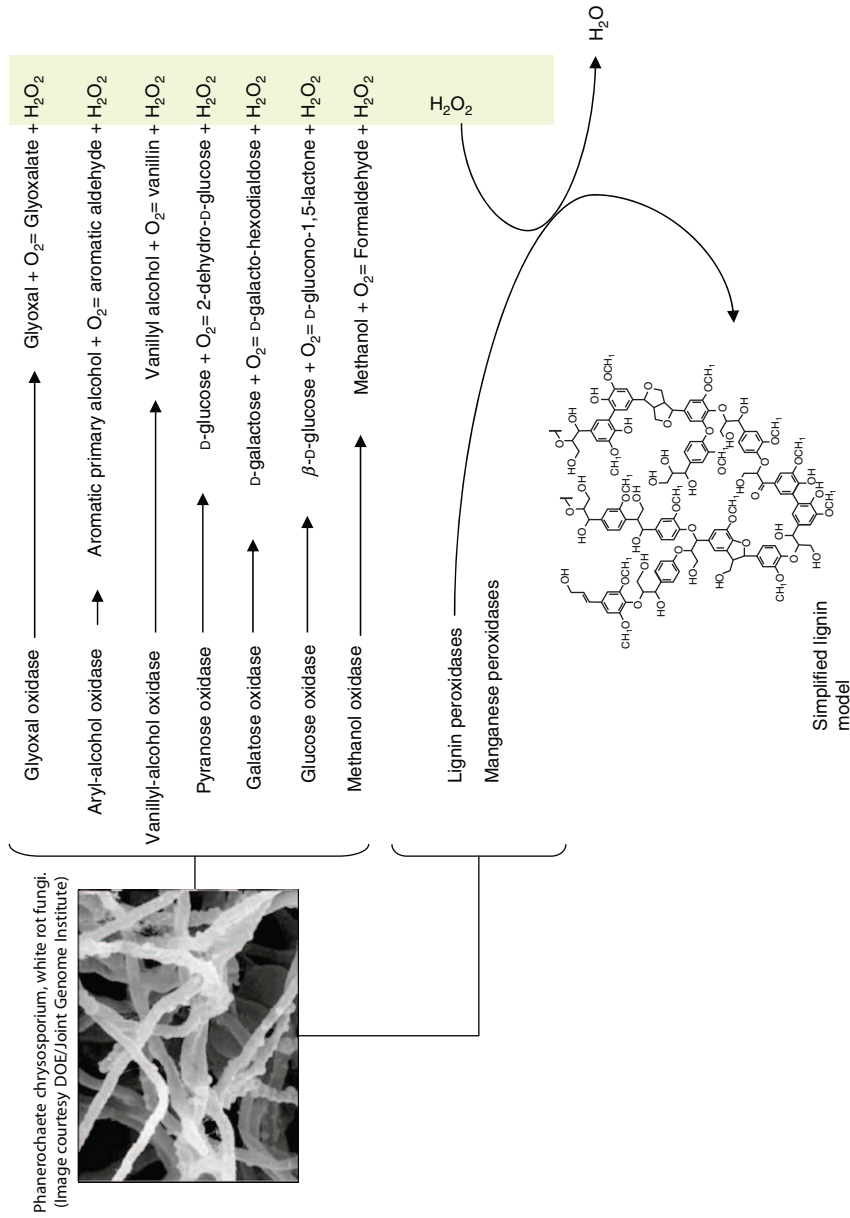 Phanerochaete chrysosporium, white rot fungi.
(Image courtesy DOE/Joint Genome Institute)
Glyoxal oxidase Glyoxal + O₂= Glyoxalate + H₂O₂
Aryl-alcohol oxidase Aromatic primary alcohol + O₂= aromatic aldehyde + H₂O₂
Vanillyl-alcohol oxidase Vanillyl alcohol + O₂= vanillin + H₂O₂
Pyranose oxidase D-glucose + O₂= 2-dehydro-D-glucose + H₂O₂
Galatose oxidase D-galactose + O₂= D-galacto-hexodialdose + H₂O₂
Glucose oxidase β-D-glucose + O₂= D-glucono-1,5-lactone + H₂O₂
Methanol oxidase Methanol + O₂= Formaldehyde + H₂O₂
Lignin peroxidases
Manganese peroxidases
H₂O₂
H₂O
Simplified lignin
model